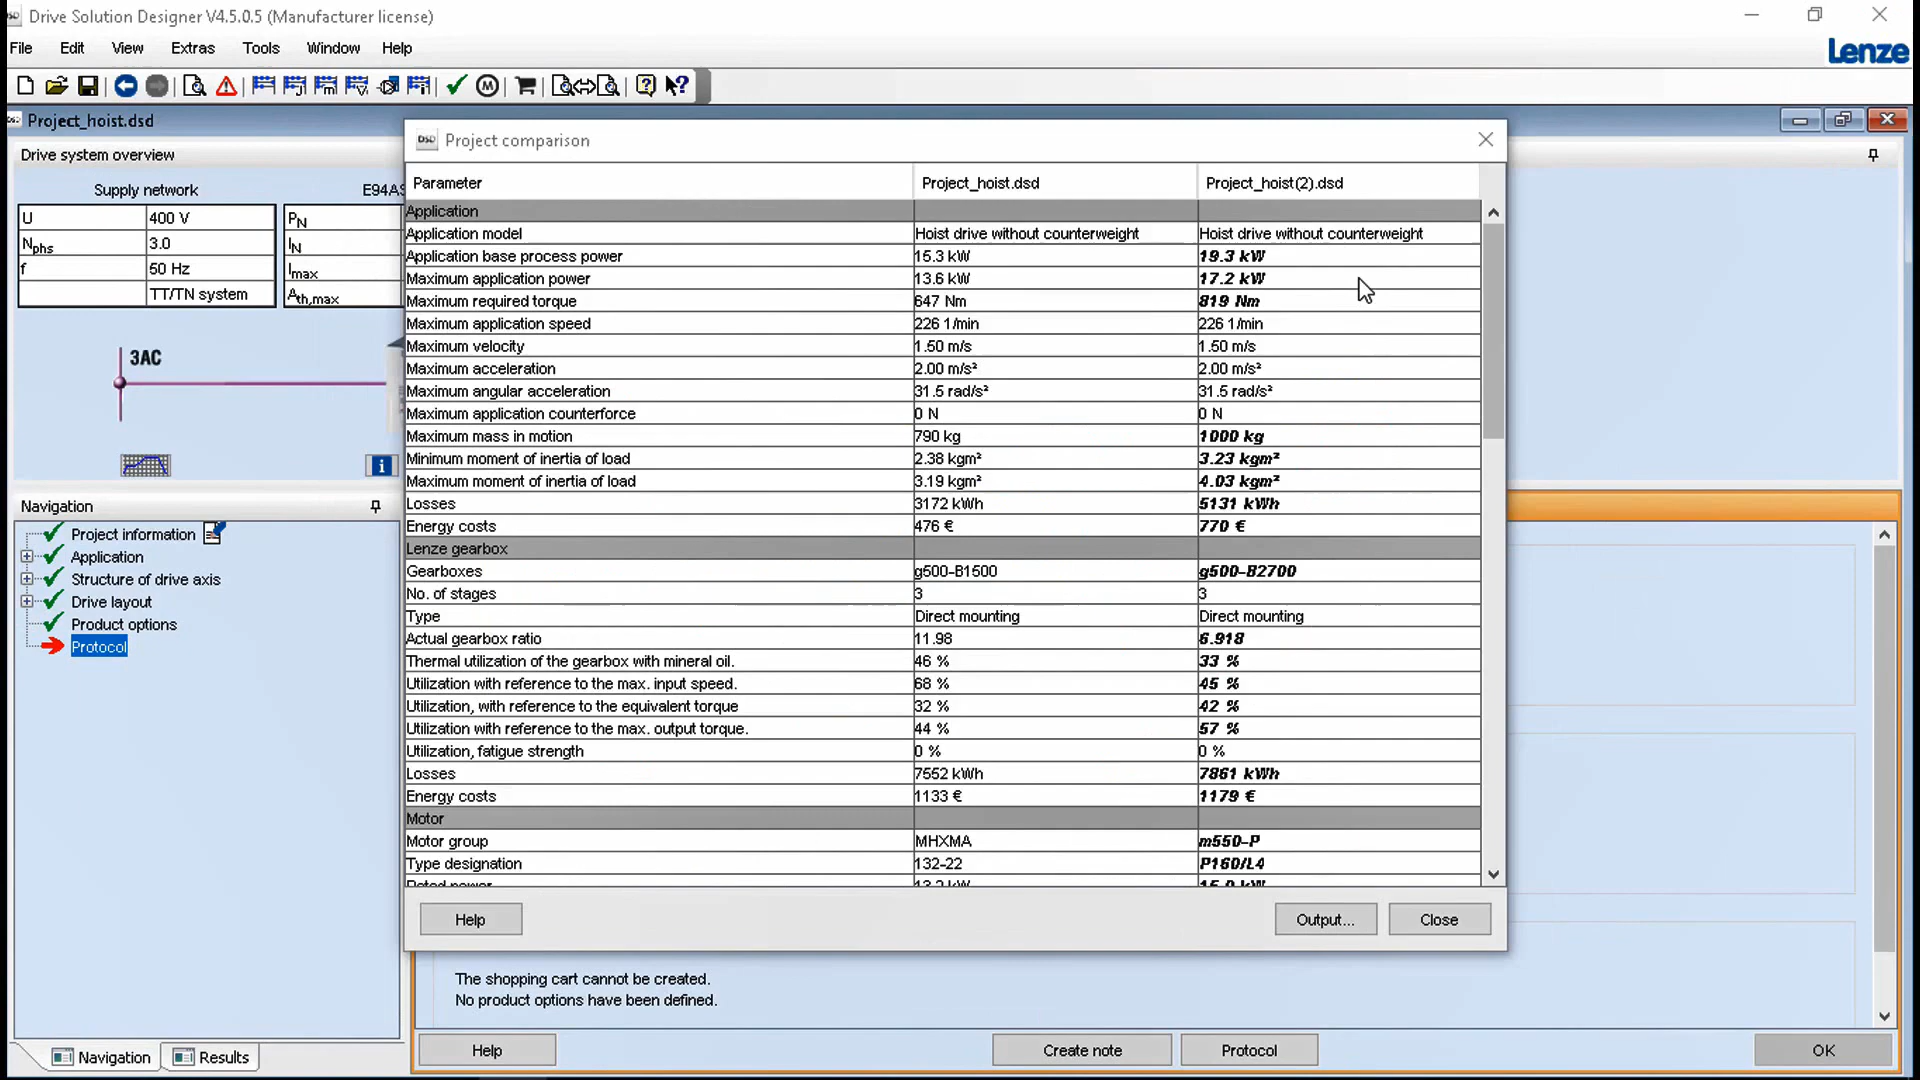 Drive Solution Designer V4.5.0.5 (Manufacturer license)
File Edit View Extras Tools Window Help
Lenze
Project_hoist.dsd
Drive system overview
Supply network E94AS
U 400 V PN
Nphs 3.0 IN
f 50 Hz Imax
TT/TN system Ath,max
3AC
Navigation
Project information
Application
Structure of drive axis
Drive layout
Product options
Protocol
Navigation Results
DSD Project comparison
Parameter Project_hoist.dsd Project_hoist(2).dsd
Application
Application model Hoist drive without counterweight Hoist drive without counterweight
Application base process power 15.3 kW 19.3 kW
Maximum application power 13.6 kW 17.2 kW
Maximum required torque 647 Nm 819 Nm
Maximum application speed 226 1/min 226 1/min
Maximum velocity 1.50 m/s 1.50 m/s
Maximum acceleration 2.00 m/s² 2.00 m/s²
Maximum angular acceleration 31.5 rad/s² 31.5 rad/s²
Maximum application counterforce 0 N 0 N
Maximum mass in motion 790 kg 1000 kg
Minimum moment of inertia of load 2.38 kgm² 3.23 kgm²
Maximum moment of inertia of load 3.19 kgm² 4.03 kgm²
Losses 3172 kWh 5131 kWh
Energy costs 476 € 770 €
Lenze gearbox
Gearboxes g500-B1500 g500-B2700
No. of stages 3 3
Type Direct mounting Direct mounting
Actual gearbox ratio 11.98 6.918
Thermal utilization of the gearbox with mineral oil. 46 % 33 %
Utilization with reference to the max. input speed. 68 % 45 %
Utilization, with reference to the equivalent torque 32 % 42 %
Utilization with reference to the max. output torque. 44 % 57 %
Utilization, fatigue strength 0 % 0 %
Losses 7552 kWh 7861 kWh
Energy costs 1133 € 1179 €
Motor
Motor group MHXMA m550-P
Type designation 132-22 P160/L4
Rated power 13.2 kW 15.0 kW
Help Output... Close
The shopping cart cannot be created.
No product options have been defined.
Help Create note Protocol OK